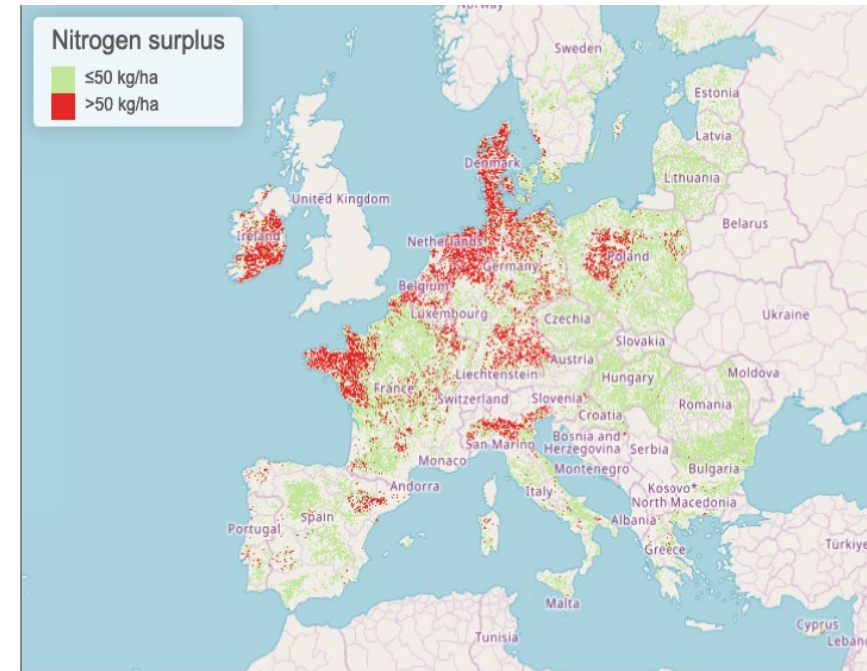 Nitrogen surplus
≤50 kg/ha
>50 kg/ha
Norway
Sweden
Estonia
Latvia
Denmark
Lithuania
United Kingdom
Ireland
Belarus
Netherlands
Germany
Poland
Belgium
Luxembourg
Czechia
Ukraine
Slovakia
Austria
Moldova
Liechtenstein
Hungary
France
Switzerland
Slovenia
Romania
Croatia
San Marino
Bosnia and
Herzegovina
Serbia
Monaco
Montenegro
Bulgaria
Andorra
Italy
Kosovo*
North Macedonia
Portugal
Spain
Albania
Greece
Türkiye
Malta
Tunisia
Cyprus
Leban